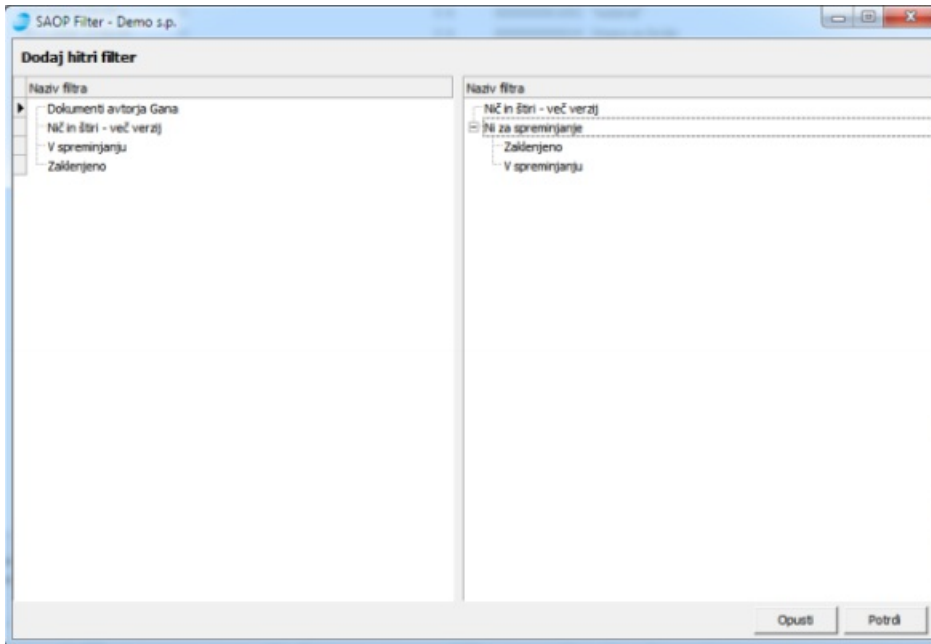 SAOP Filter - Demo s.p.
Dodaj hitri filter
Naziv filtra
Dokumenti avtorja Gana
Nič in štiri - več verzij
V spreminjanju
Zaklenjeno
Naziv filtra
Nič in štiri - več verzij
Ni za spreminjanje
Zaklenjeno
V spreminjanju
Opusti
Potrdi